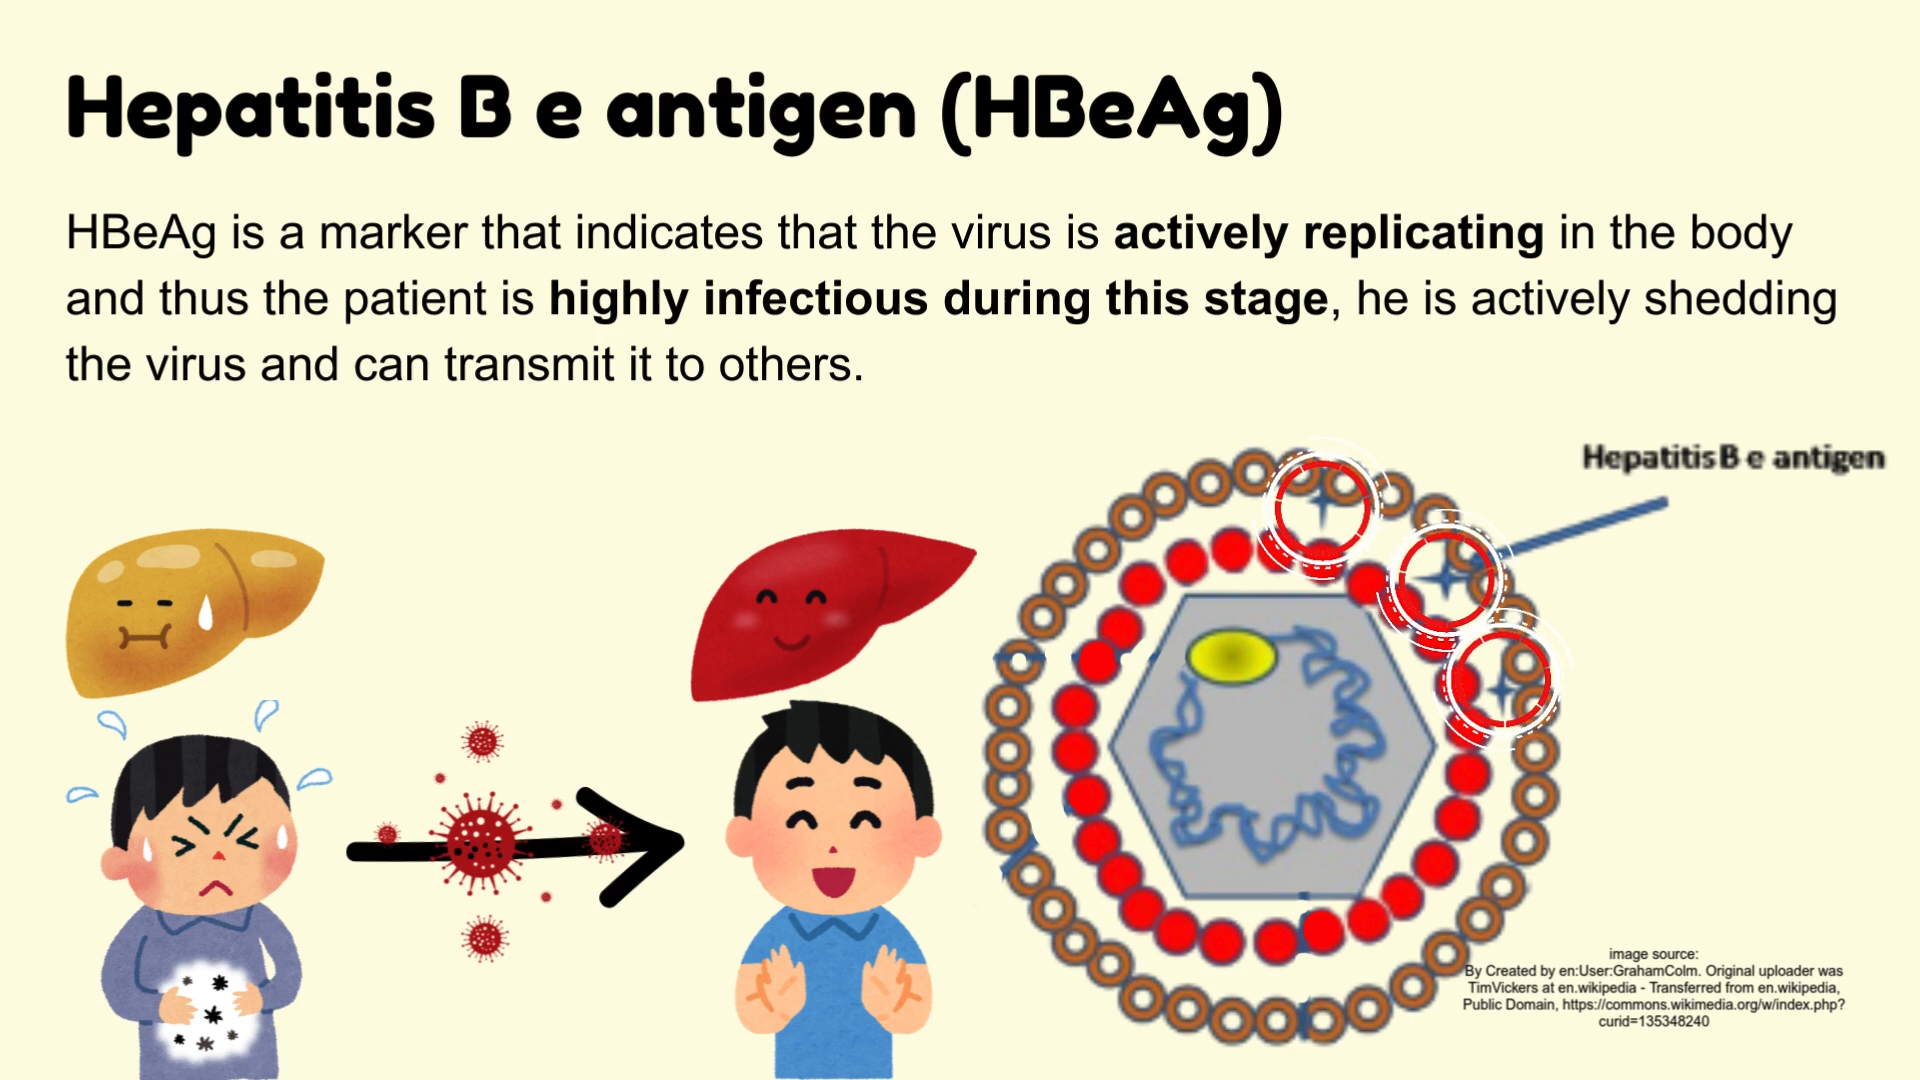 Hepatitis B e antigen (HBeAg)
HBeAg is a marker that indicates that the virus is actively replicating in the body
and thus the patient is highly infectious during this stage, he is actively shedding
the virus and can transmit it to others.
Hepatitis B e antigen
image source:
By Created by en:User:GrahamColm. Original uploader was
TimVickers at en.wikipedia - Transferred from en.wikipedia,
Public Domain, https://commons.wikimedia.org/w/index.php?
curid=135348240